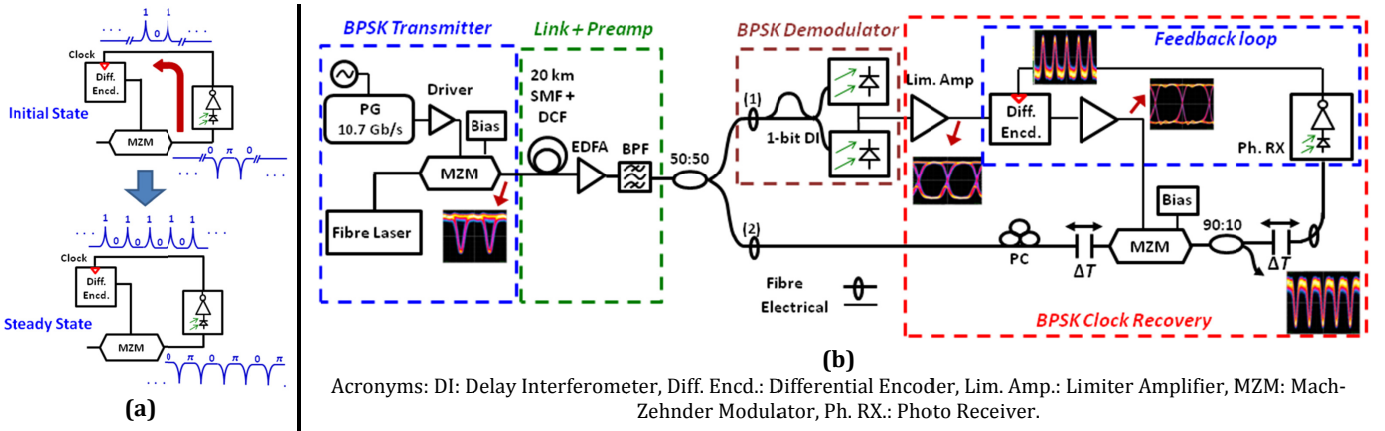 1 1
0
Clock
Diff.
Encd.
Initial State
MZM
0 π 0
1 1 1 1 1
0 0 0 0
Clock
Diff.
Encd.
Steady State
MZM
0 π 0 π 0 π
(a)
BPSK Transmitter
PG
10.7 Gb/s
Driver
Bias
MZM
Fibre Laser
Link + Preamp
20 km
SMF +
DCF
EDFA
BPF
50:50
BPSK Demodulator
(1)
1-bit DI
(2)
Lim. Amp
Feedback loop
Diff.
Encd.
Ph. RX
Bias
90:10
PC
ΔT
MZM
ΔT
Fibre
Electrical
BPSK Clock Recovery
(b)
Acronyms: DI: Delay Interferometer, Diff. Encd.: Differential Encoder, Lim. Amp.: Limiter Amplifier, MZM: Mach-
Zehnder Modulator, Ph. RX.: Photo Receiver.